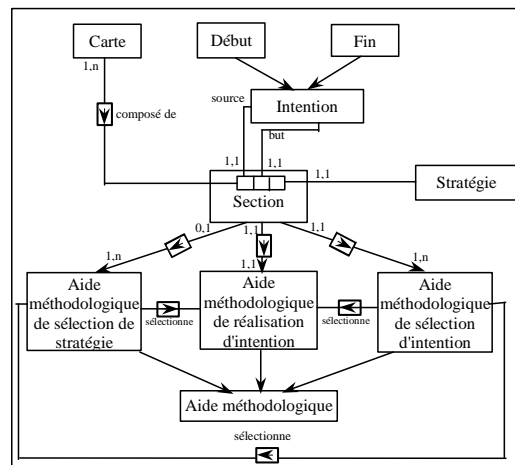 Carte
Début
Fin
1,n
source
Intention
composé de
but
1,1
1,1
1,1
Stratégie
Section
0,1
1,1
1,1
1,n
1,1
1,n
Aide
méthodologique
de sélection de
stratégie
sélectionne
Aide
méthodologique
de réalisation
d'intention
sélectionne
Aide
méthodologique
de sélection
d'intention
Aide méthodologique
sélectionne